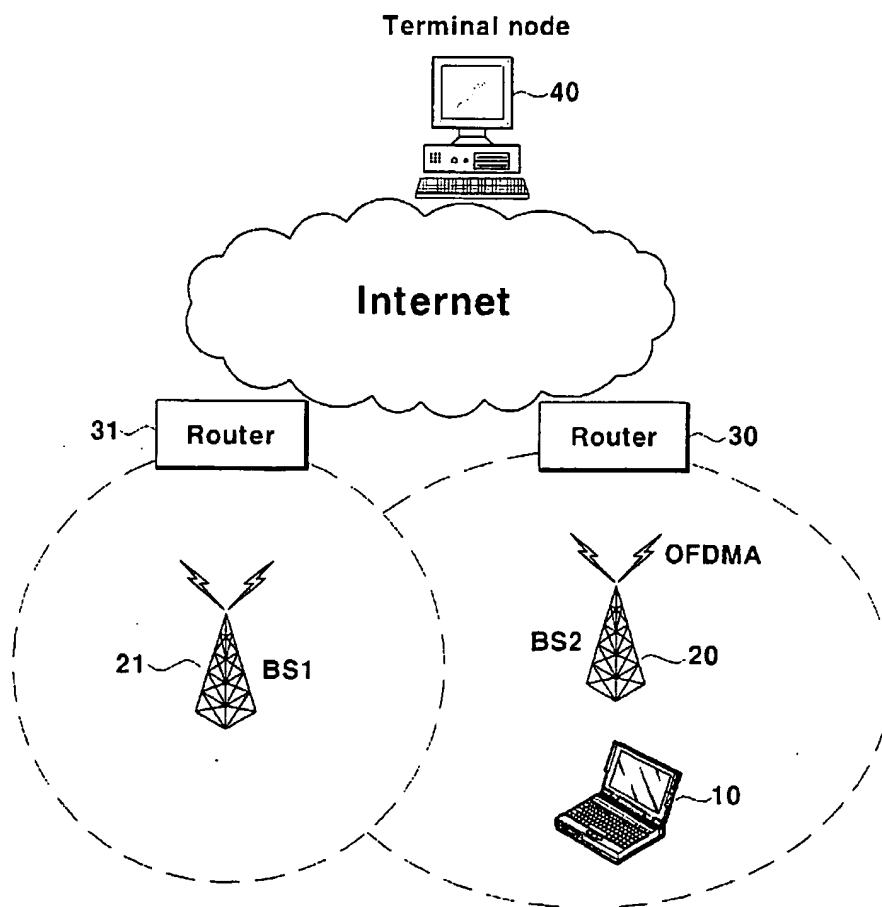 Terminal node
40
Internet
31
Router
Router
30
OFDMA
21
BS1
BS2
20
10